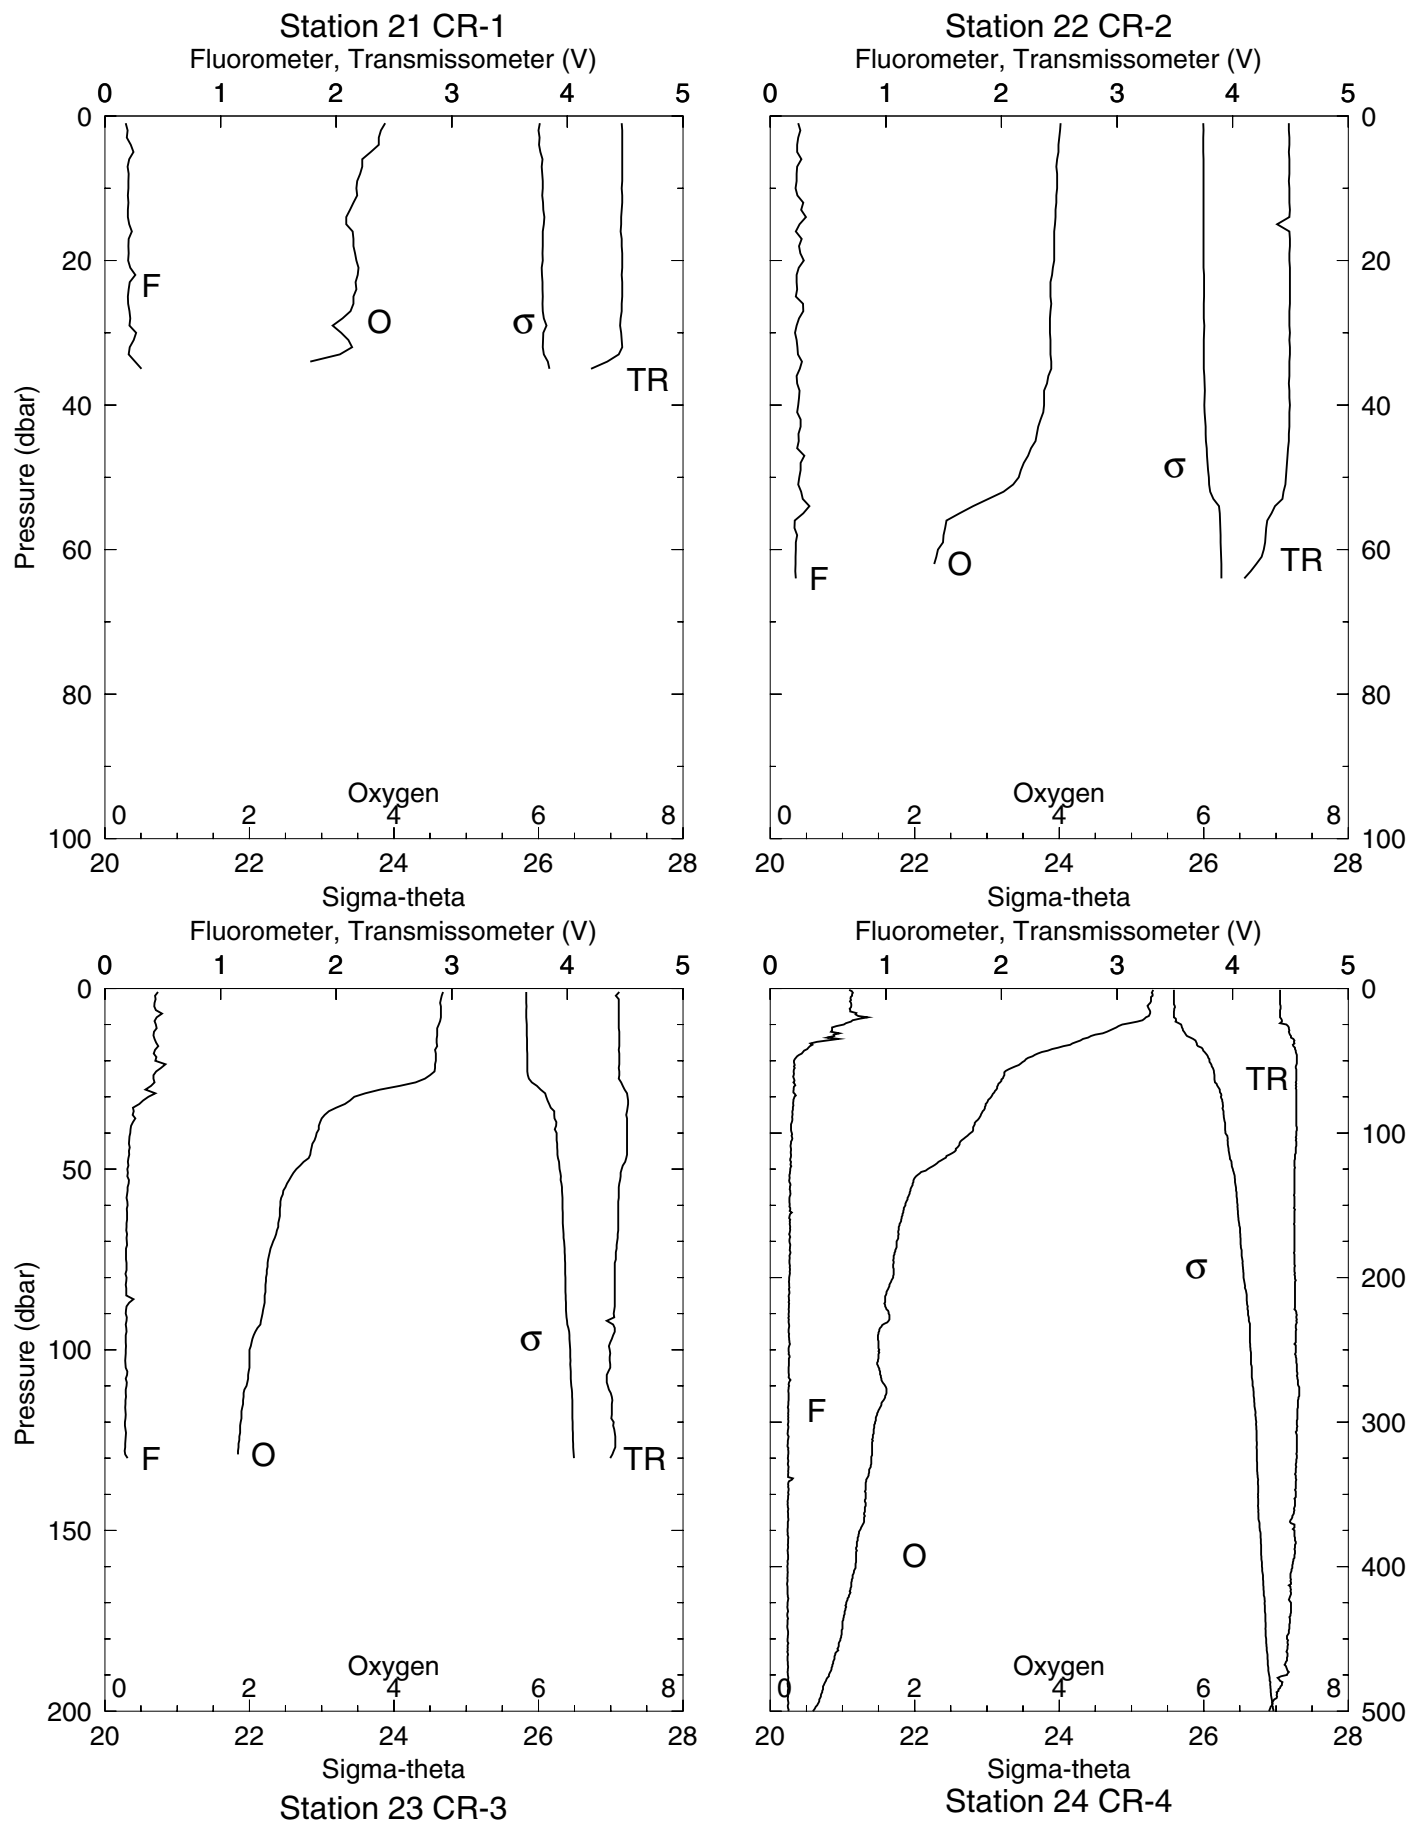 Station 21 CR-1
Fluorometer, Transmissometer (V)
0 1 2 3 4 5
0
20
40
60
80
100
Pressure (dbar)
F
O
σ
TR
Oxygen
0 2 4 6 8
20 22 24 26 28
Sigma-theta
Station 22 CR-2
Fluorometer, Transmissometer (V)
0 1 2 3 4 5
0
20
40
60
80
100
σ
F
O
TR
Oxygen
0 2 4 6 8
20 22 24 26 28
Sigma-theta
Fluorometer, Transmissometer (V)
0 1 2 3 4 5
0
50
100
150
200
Pressure (dbar)
σ
F
O
TR
Oxygen
0 2 4 6 8
20 22 24 26 28
Sigma-theta
Station 23 CR-3
Fluorometer, Transmissometer (V)
0 1 2 3 4 5
0
100
200
300
400
500
TR
σ
F
O
Oxygen
0 2 4 6 8
20 22 24 26 28
Sigma-theta
Station 24 CR-4